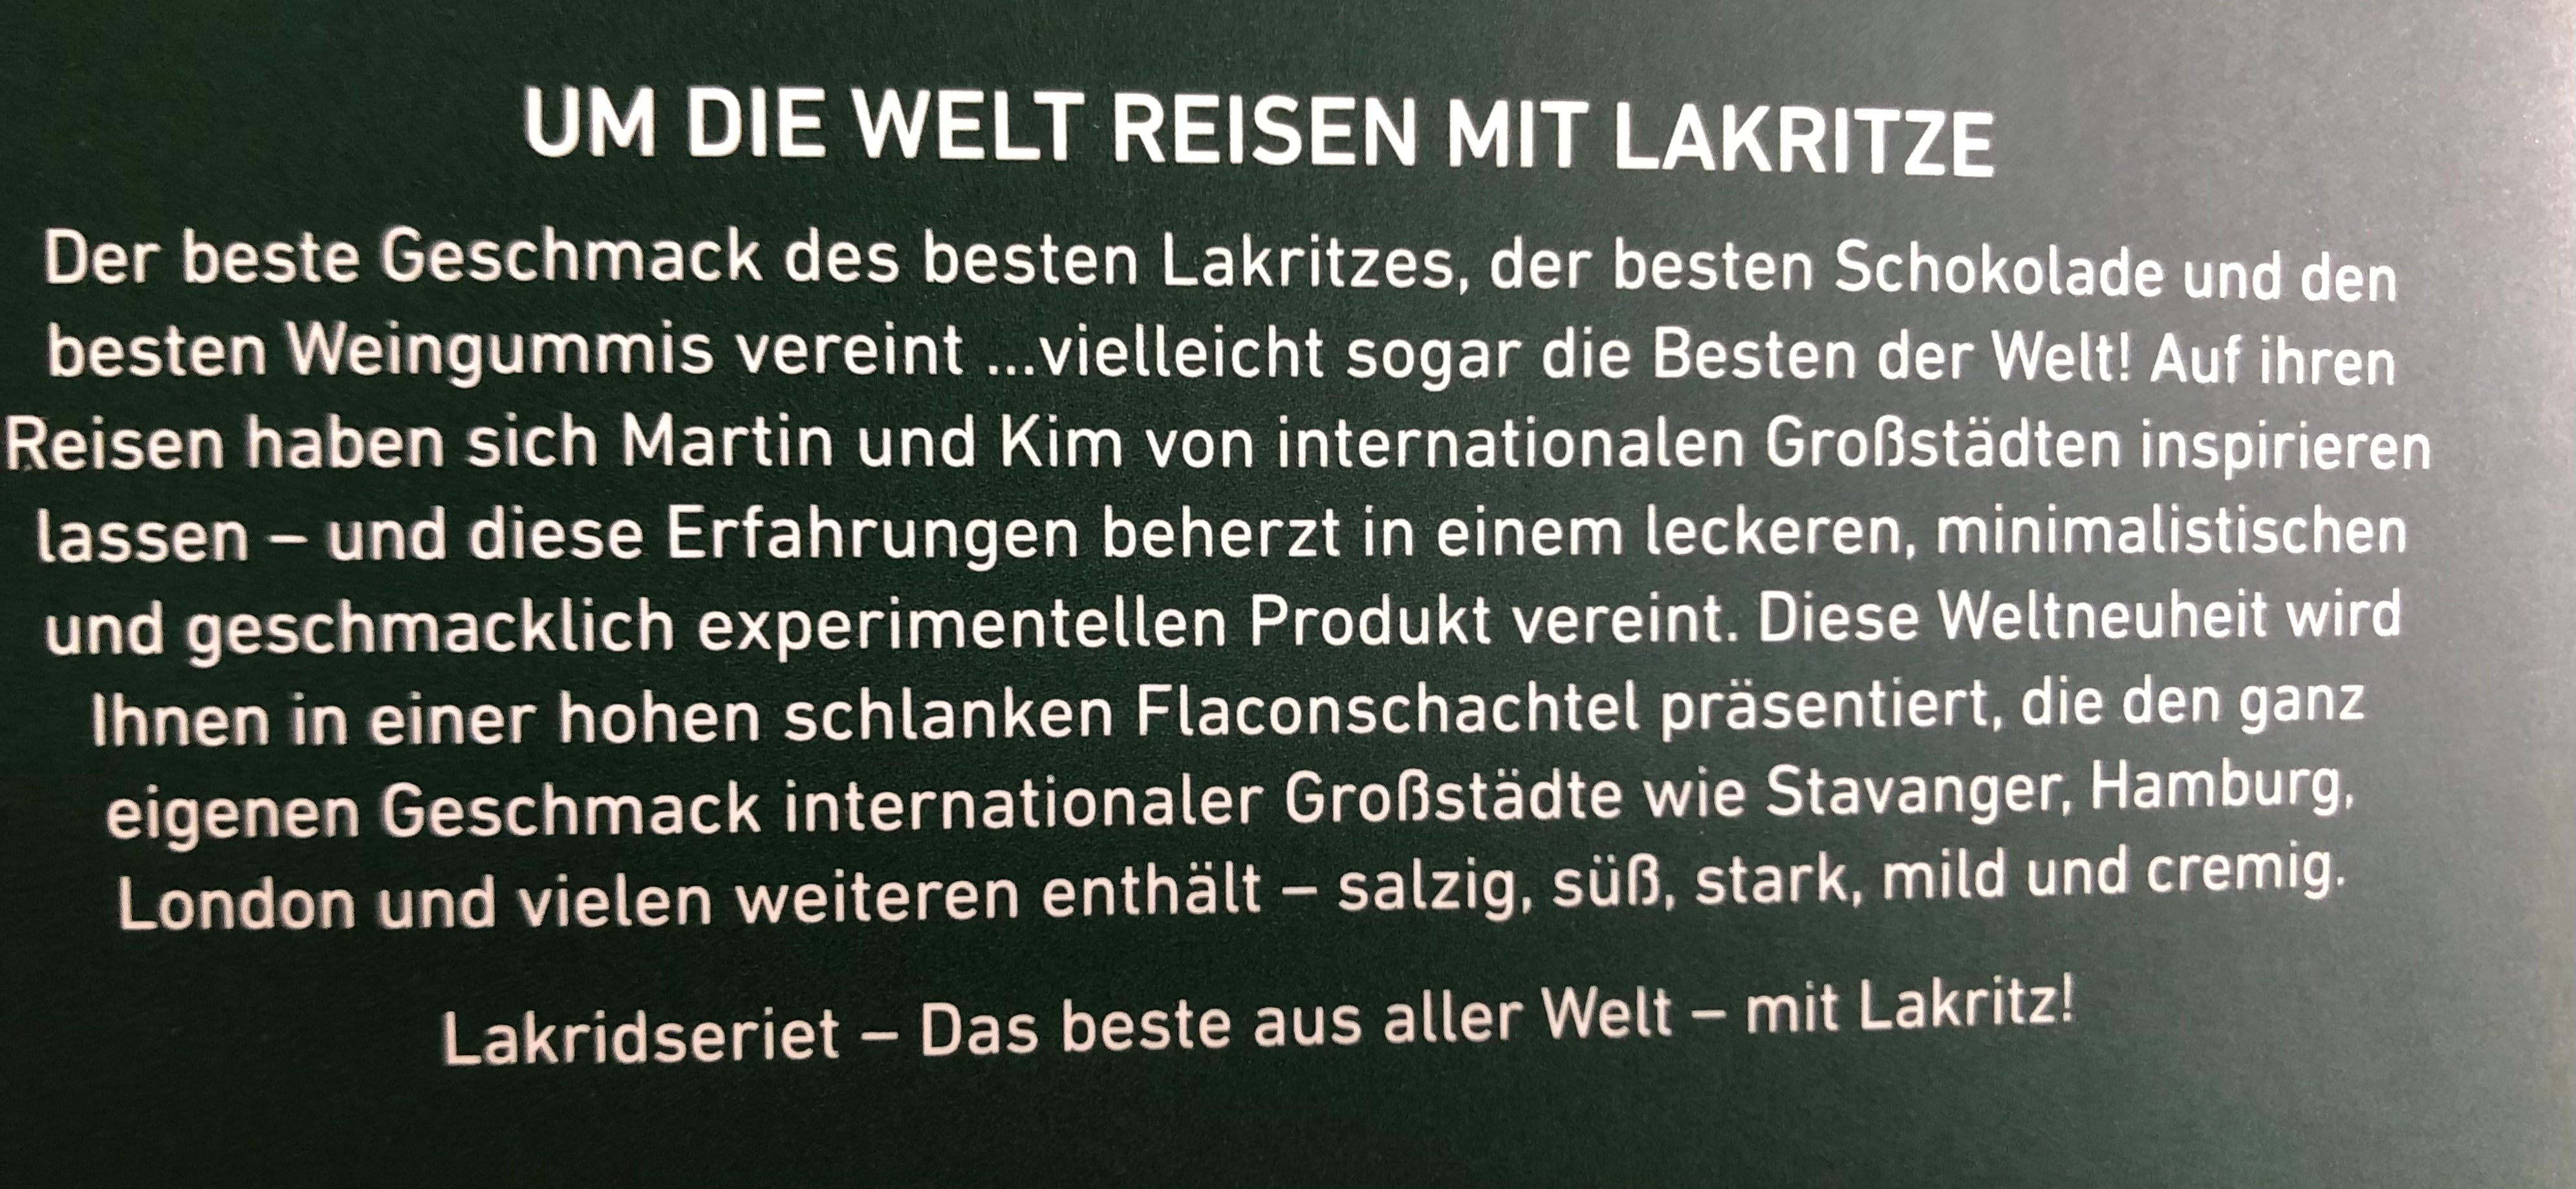 UM DIE WELT REISEN MIT LAKRITZE
Der beste Geschmack des besten Lakritzes, der besten Schokolade und den
besten Weingummis vereint ...vielleicht sogar die Besten der Welt! Auf ihren
Reisen haben sich Martin und Kim von internationalen Großstädten inspirieren
lassen – und diese Erfahrungen beherzt in einem leckeren, minimalistischen
und geschmacklich experimentellen Produkt vereint. Diese Weltneuheit wird
Ihnen in einer hohen schlanken Flaconschachtel präsentiert, die den ganz
eigenen Geschmack internationaler Großstädte wie Stavanger, Hamburg,
London und vielen weiteren enthält – salzig, süß, stark, mild und cremig.
Lakridseriet – Das beste aus aller Welt – mit Lakritz!